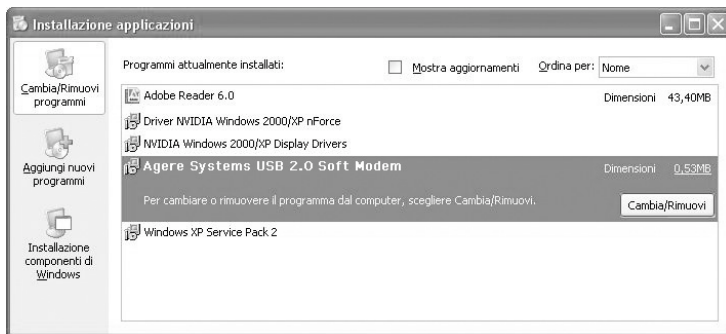 Installazione applicazioni
Cambia/Rimuovi
programmi
Aggiungi nuovi
programmi
Installazione
componenti di
Windows
Programmi attualmente installati:
Mostra aggiornamenti
Ordina per: Nome
Adobe Reader 6.0 Dimensioni 43,40MB
Driver NVIDIA Windows 2000/XP nForce
NVIDIA Windows 2000/XP Display Drivers
Agere Systems USB 2.0 Soft Modem Dimensioni 0,53MB
Per cambiare o rimuovere il programma dal computer, scegliere Cambia/Rimuovi.
Cambia/Rimuovi
Windows XP Service Pack 2